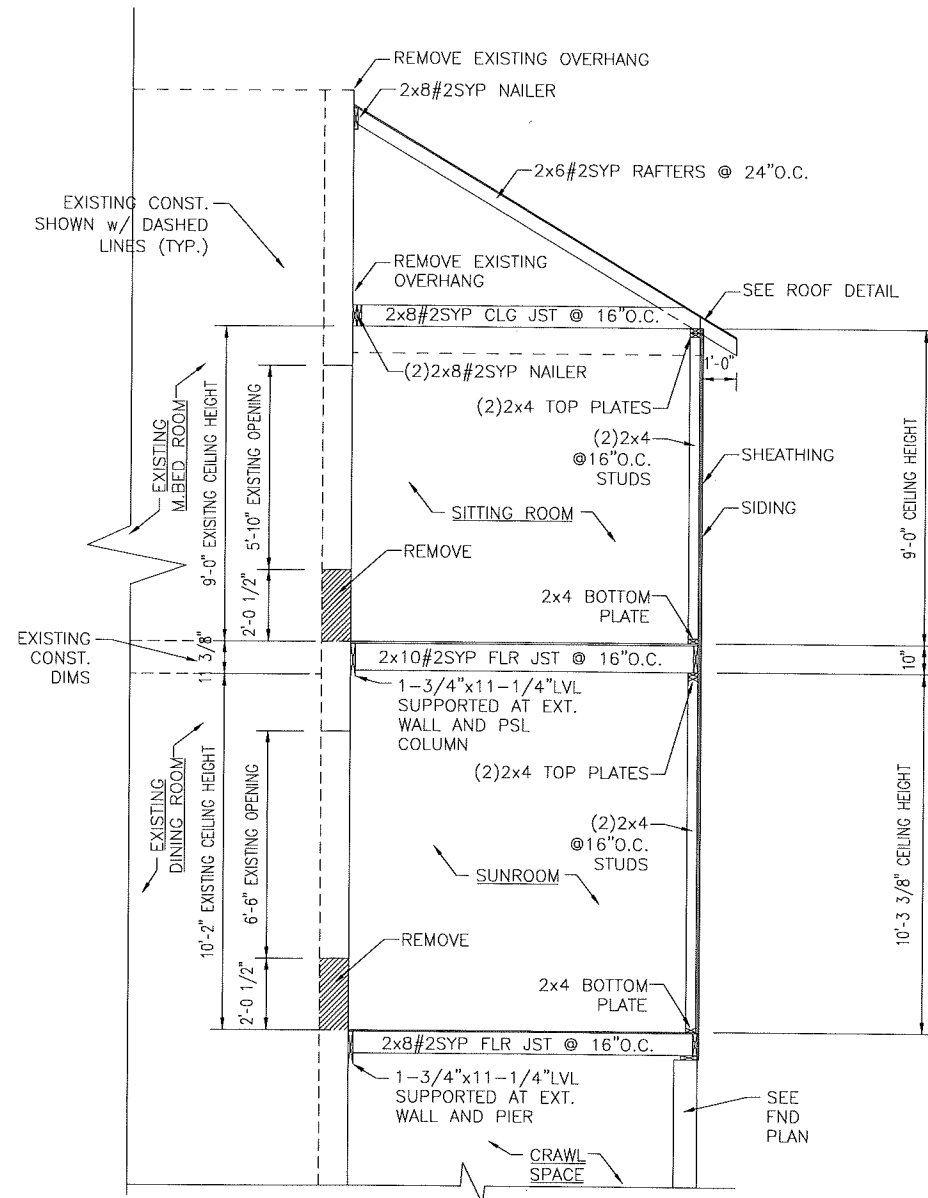 REMOVE EXISTING OVERHANG
2x8#2SYP NAILER
2x6#2SYP RAFTERS @ 24"O.C.
EXISTING CONST.
SHOWN w/ DASHED
LINES (TYP.)
REMOVE EXISTING
OVERHANG
SEE ROOF DETAIL
2x8#2SYP CLG JST @ 16"O.C.
1'-0"
(2)2x8#2SYP NAILER
(2)2x4 TOP PLATES
(2)2x4
@16"O.C.
STUDS
SHEATHING
SIDING
EXISTING
M.BED ROOM
9'-0" EXISITNG CEILING HEIGHT
5'-10" EXISTING OPENING
SITTING ROOM
9'-0" CEILING HEIGHT
REMOVE
2'-0 1/2"
2x4 BOTTOM
PLATE
EXISTING
CONST.
DIMS
11 3/8"
2x10#2SYP FLR JST @ 16"O.C.
10"
1-3/4"x11-1/4"LVL
SUPPORTED AT EXT.
WALL AND PSL
COLUMN
(2)2x4 TOP PLATES
(2)2x4
@16"O.C.
STUDS
EXISTING
DINING ROOM
10'-2" EXISTING CEILING HEIGHT
6'-6" EXISTING OPENING
SUNROOM
10'-3 3/8" CEILING HEIGHT
REMOVE
2'-0 1/2"
2x4 BOTTOM
PLATE
2x8#2SYP FLR JST @ 16"O.C.
1-3/4"x11-1/4"LVL
SUPPORTED AT EXT.
WALL AND PIER
SEE
FND
PLAN
CRAWL
SPACE